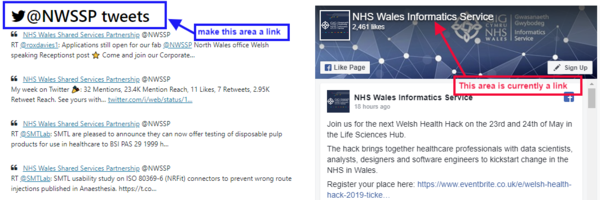 @NWSSP tweets
make this area a link
NHS Wales Shared Services Partnership @NWSSP
RT @roxdavies1: Applications still open for our fab @NWSSP North Wales office Welsh
speaking Receptionist post ⭐ Come and join our Corporate...
NHS Wales Shared Services Partnership @NWSSP
My week on Twitter 🎉: 32 Mentions, 23.4K Mention Reach, 11 Likes, 7 Retweets, 2.95K
Retweet Reach. See yours with... twitter.com/i/web/status/1...
NHS Wales Shared Services Partnership @NWSSP
RT @SMTLab: SMTL are pleased to announce they can now offer testing of disposable pulp
products for use in healthcare to BSI PAS 29 1999 h...
NHS Wales Shared Services Partnership @NWSSP
RT @SMTLab: SMTL usability study on ISO 80369-6 (NRFit) connectors to prevent wrong route
injections published in Anaesthesia. https://t.co...
NHS Wales Informatics Service
2,461 likes
GIG
CYMRU
NHS
WALES
Gwasanaeth
Gwybodeg
Informatics
Service
Like Page
Sign Up
This area is currently a link
NHS Wales Informatics Service
18 hours ago
Join us for the next Welsh Health Hack on the 23rd and 24th of May in
the Life Sciences Hub.
The hack brings together healthcare professionals with data scientists,
analysts, designers and software engineers to kickstart change in the
NHS in Wales.
Register your place here: https://www.eventbrite.co.uk/e/welsh-health-
hack-2019-ticke...